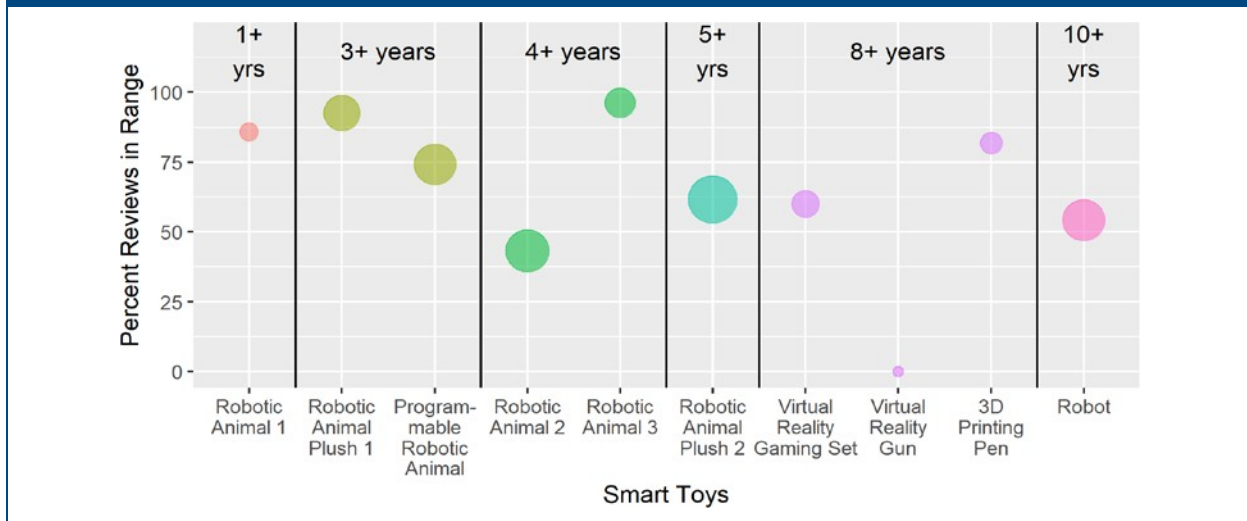 1+
yrs
3+ years
4+ years
5+
yrs
8+ years
10+
yrs
Percent Reviews in Range
100
75
50
25
0
Robotic
Animal 1
Robotic
Animal
Plush 1
Program-
mable
Robotic
Animal
Robotic
Animal 2
Robotic
Animal 3
Robotic
Animal
Plush 2
Virtual
Reality
Gaming Set
Virtual
Reality
Gun
3D
Printing
Pen
Robot
Smart Toys